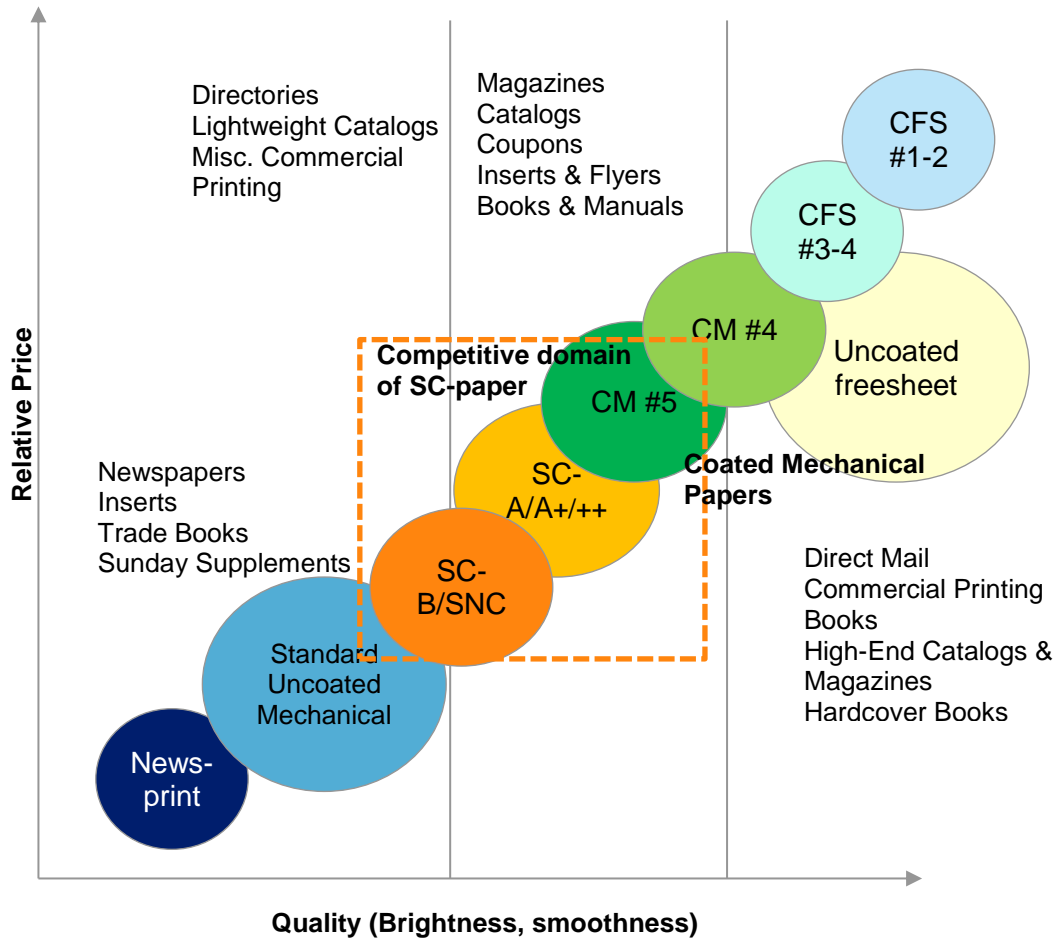 Directories
Lightweight Catalogs
Misc. Commercial
Printing
Magazines
Catalogs
Coupons
Inserts & Flyers
Books & Manuals
CFS
#1-2
CFS
#3-4
CM #4
Uncoated
freesheet
Competitive domain
of SC-paper
CM #5
Coated Mechanical
Papers
SC-
A/A+/++
Newspapers
Inserts
Trade Books
Sunday Supplements
SC-
B/SNC
Direct Mail
Commercial Printing
Books
High-End Catalogs &
Magazines
Hardcover Books
Standard
Uncoated
Mechanical
News-
print
Relative Price
Quality (Brightness, smoothness)